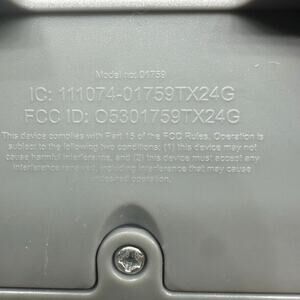 Model no: 01759
IC: 111074-01759TX24G
FCC ID: O5301759TX24G
This device complies with Part 15 of the FCC Rules. Operation is
subject to the following two conditions: (1) this device may not
cause harmful interference, and (2) this device must accept any
interference received, including interference that may cause
undesired operation.